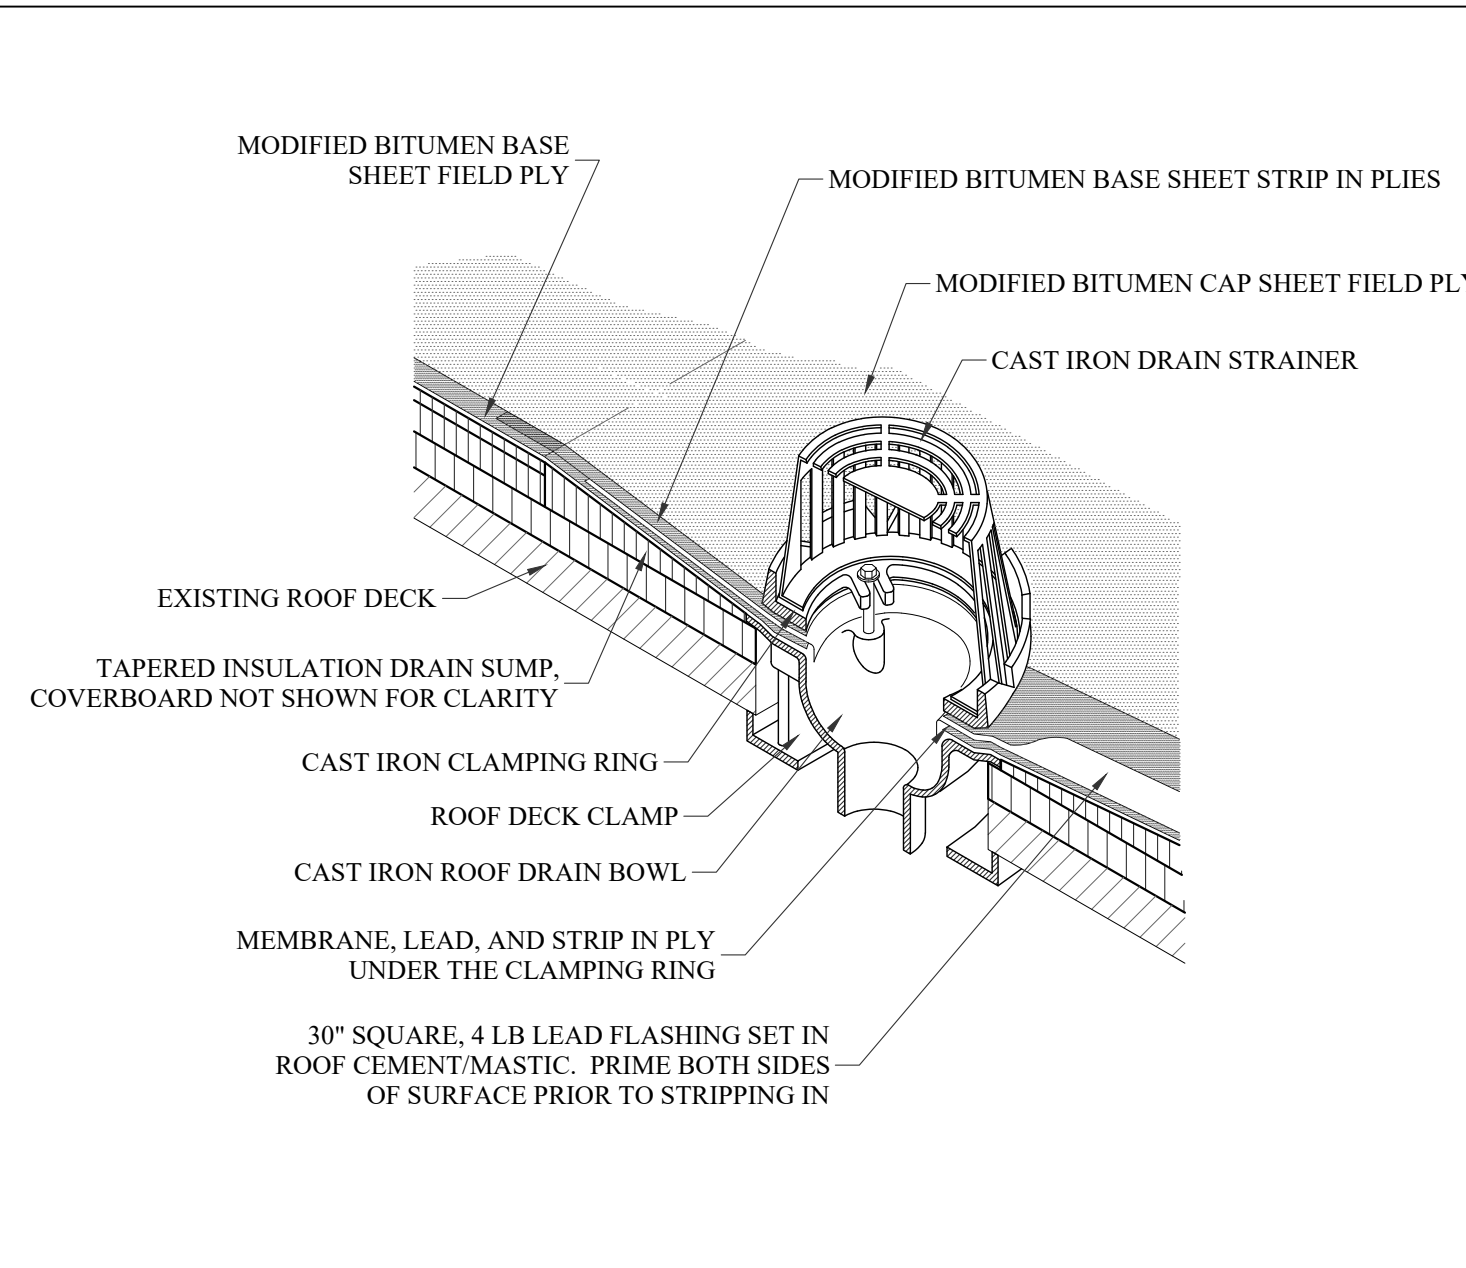 MODIFIED BITUMEN BASE
SHEET FIELD PLY
MODIFIED BITUMEN BASE SHEET STRIP IN PLIES
MODIFIED BITUMEN CAP SHEET FIELD PLY
CAST IRON DRAIN STRAINER
EXISTING ROOF DECK
TAPERED INSULATION DRAIN SUMP,
COVERBOARD NOT SHOWN FOR CLARITY
CAST IRON CLAMPING RING
ROOF DECK CLAMP
CAST IRON ROOF DRAIN BOWL
MEMBRANE, LEAD, AND STRIP IN PLY
UNDER THE CLAMPING RING
30" SQUARE, 4 LB LEAD FLASHING SET IN
ROOF CEMENT/MASTIC. PRIME BOTH SIDES
OF SURFACE PRIOR TO STRIPPING IN